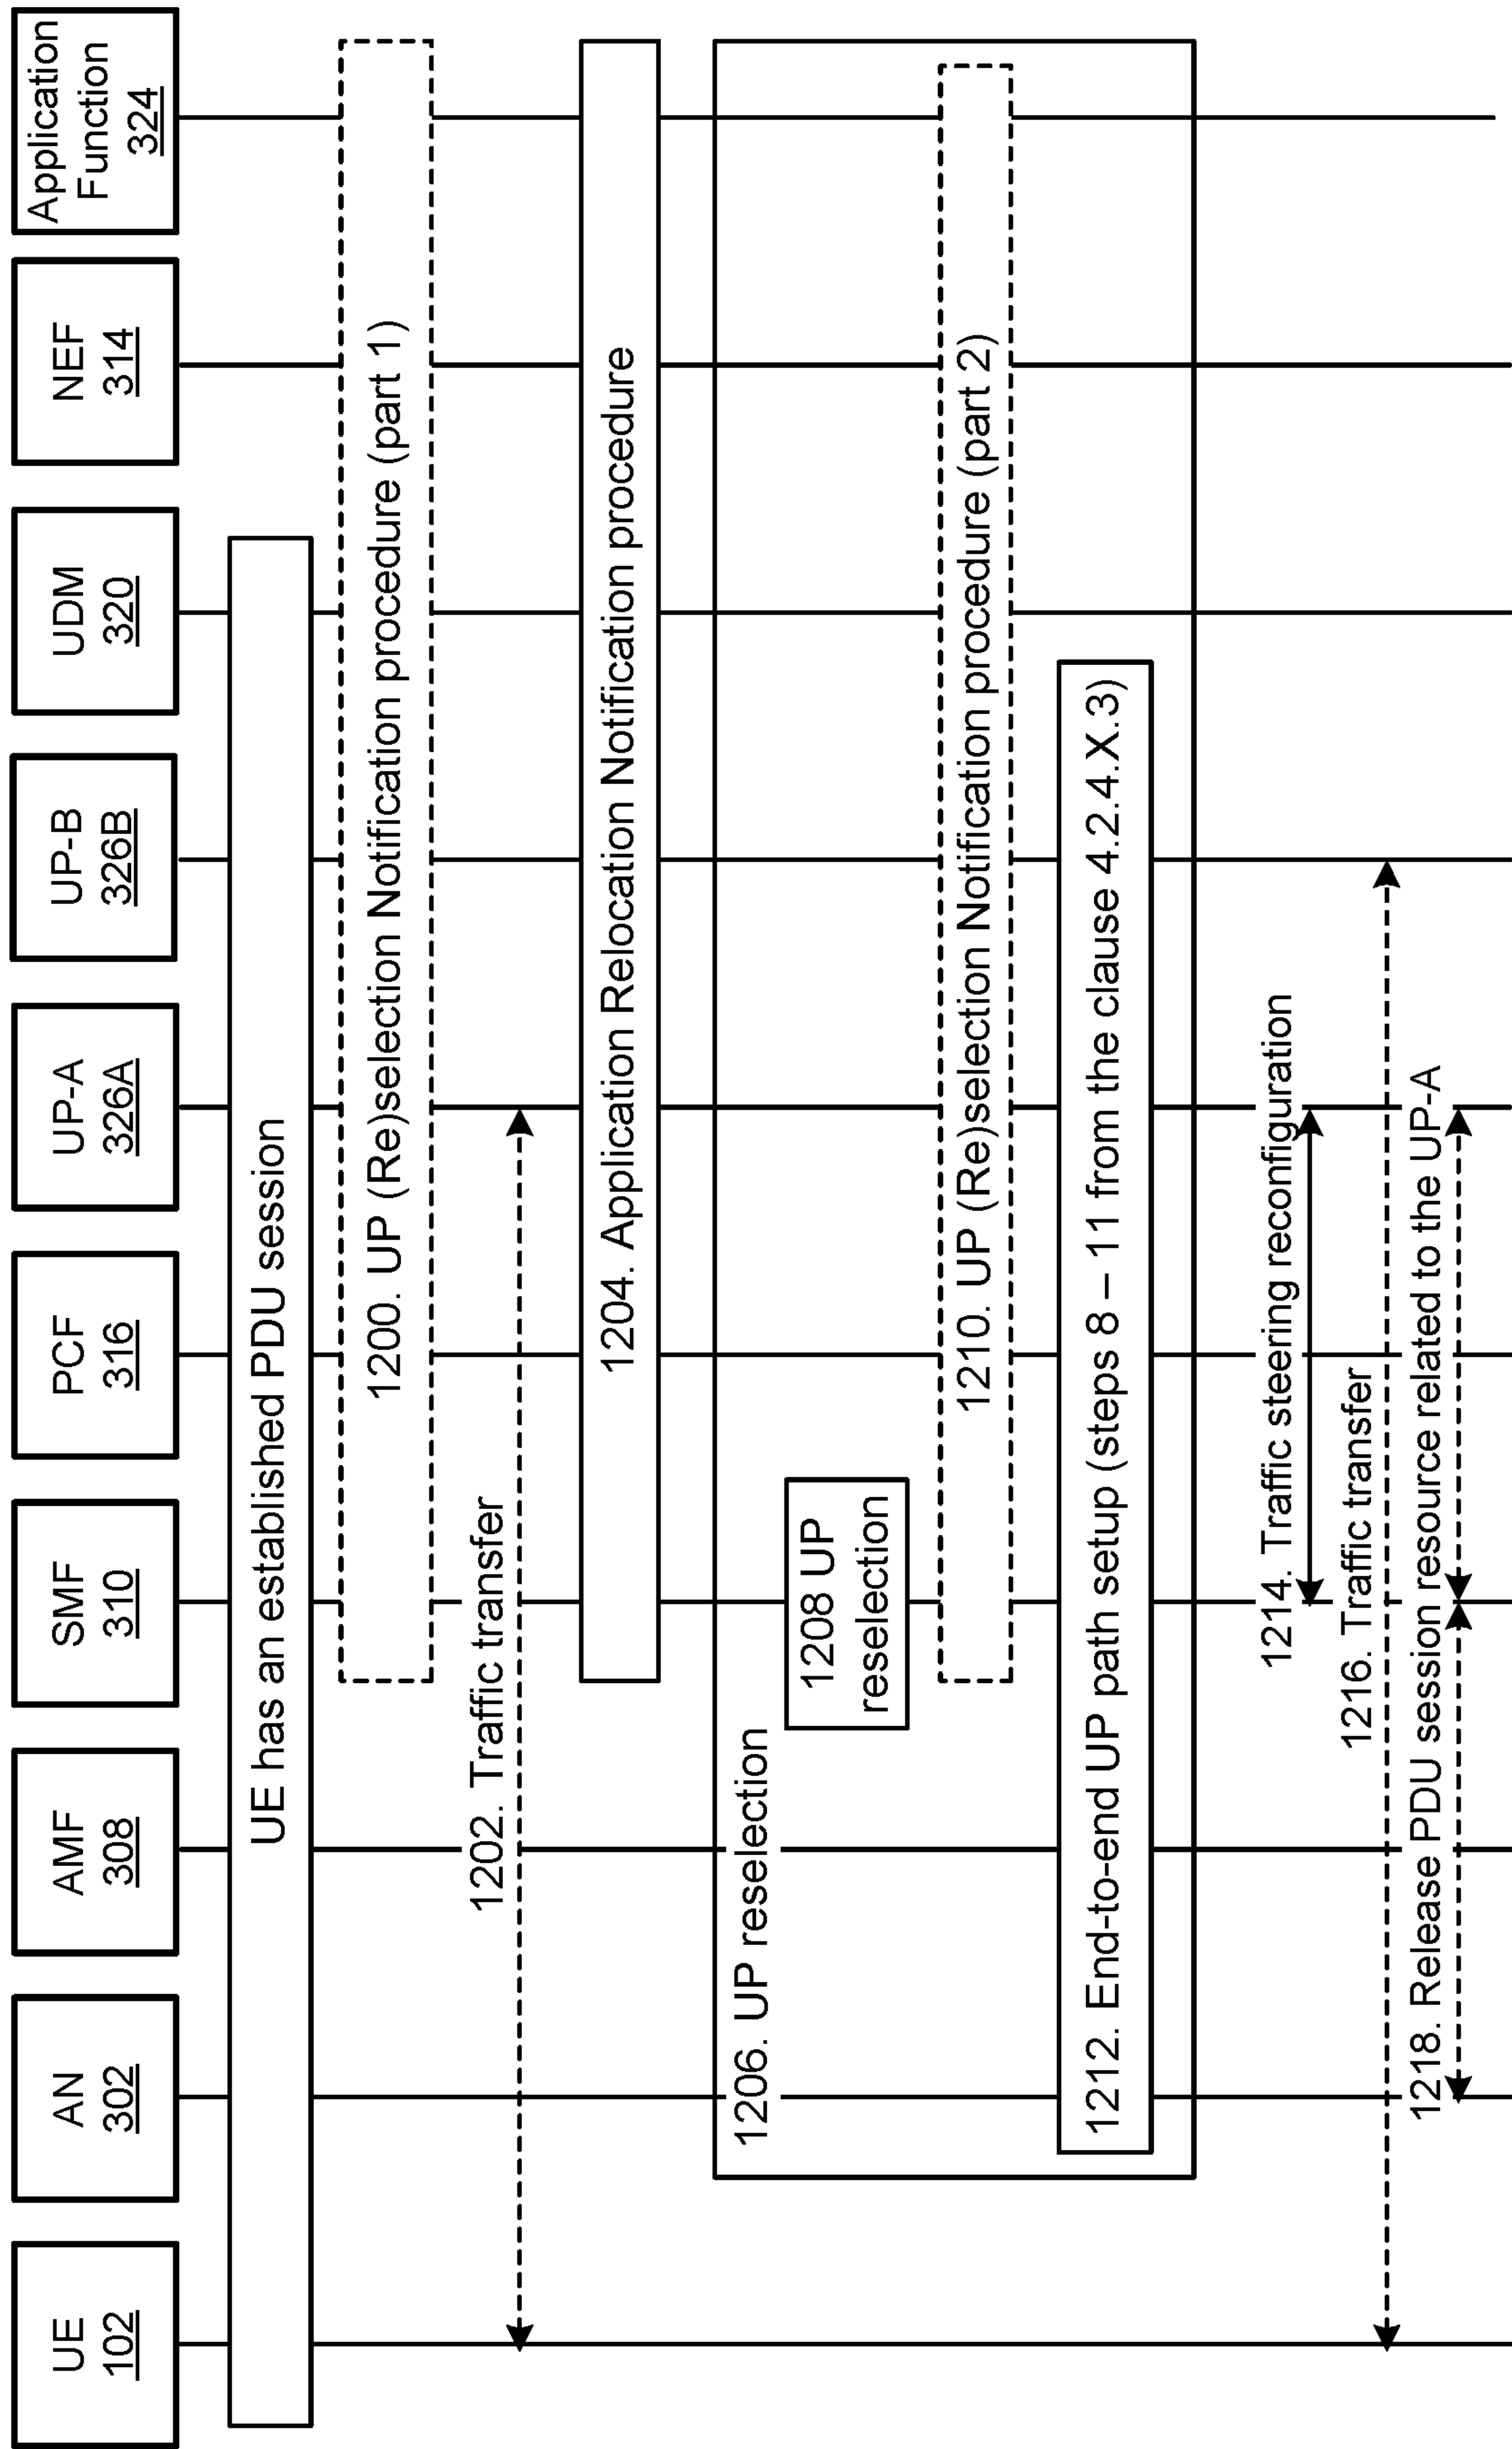 UE
102
AN
302
AMF
308
SMF
310
PCF
316
UP-A
326A
UP-B
326B
UDM
320
NEF
314
Application
Function
324
UE has an established PDU session
1200. UP (Re)selection Notification procedure (part 1)
1202. Traffic transfer
1204. Application Relocation Notification procedure
1206. UP reselection
1208 UP
reselection
1210. UP (Re)selection Notification procedure (part 2)
1212. End-to-end UP path setup (steps 8 – 11 from the clause 4.2.4.X.3)
1214. Traffic steering reconfiguration
1216. Traffic transfer
1218. Release PDU session resource related to the UP-A